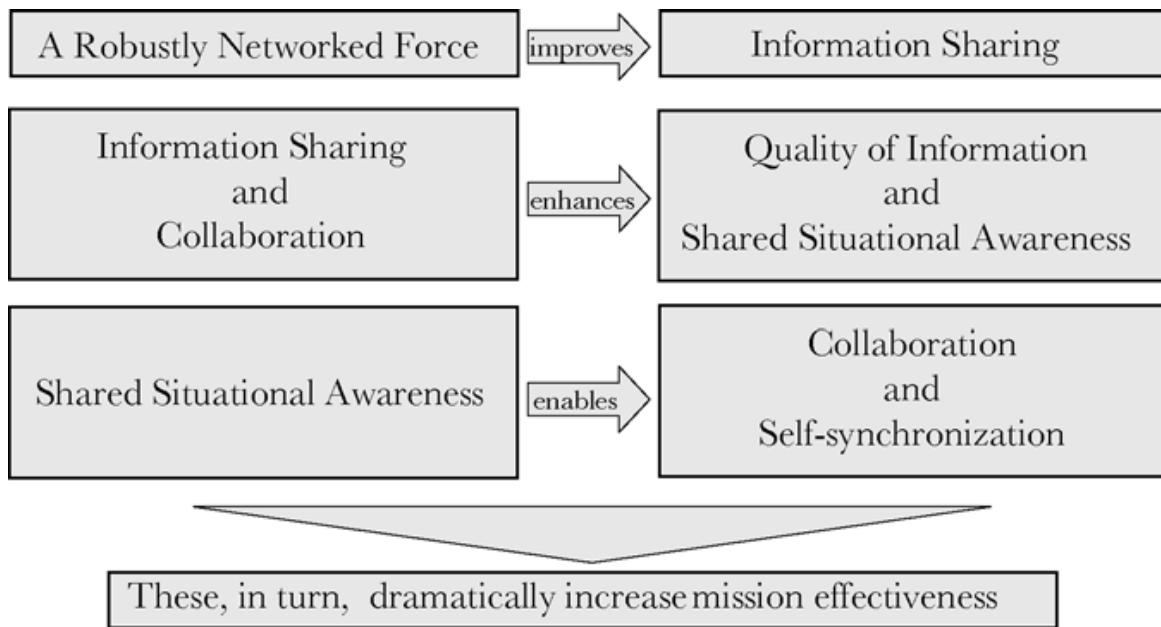 A Robustly Networked Force
improves
Information Sharing
Information Sharing
and
Collaboration
enhances
Quality of Information
and
Shared Situational Awareness
Shared Situational Awareness
enables
Collaboration
and
Self-synchronization
These, in turn, dramatically increase mission effectiveness